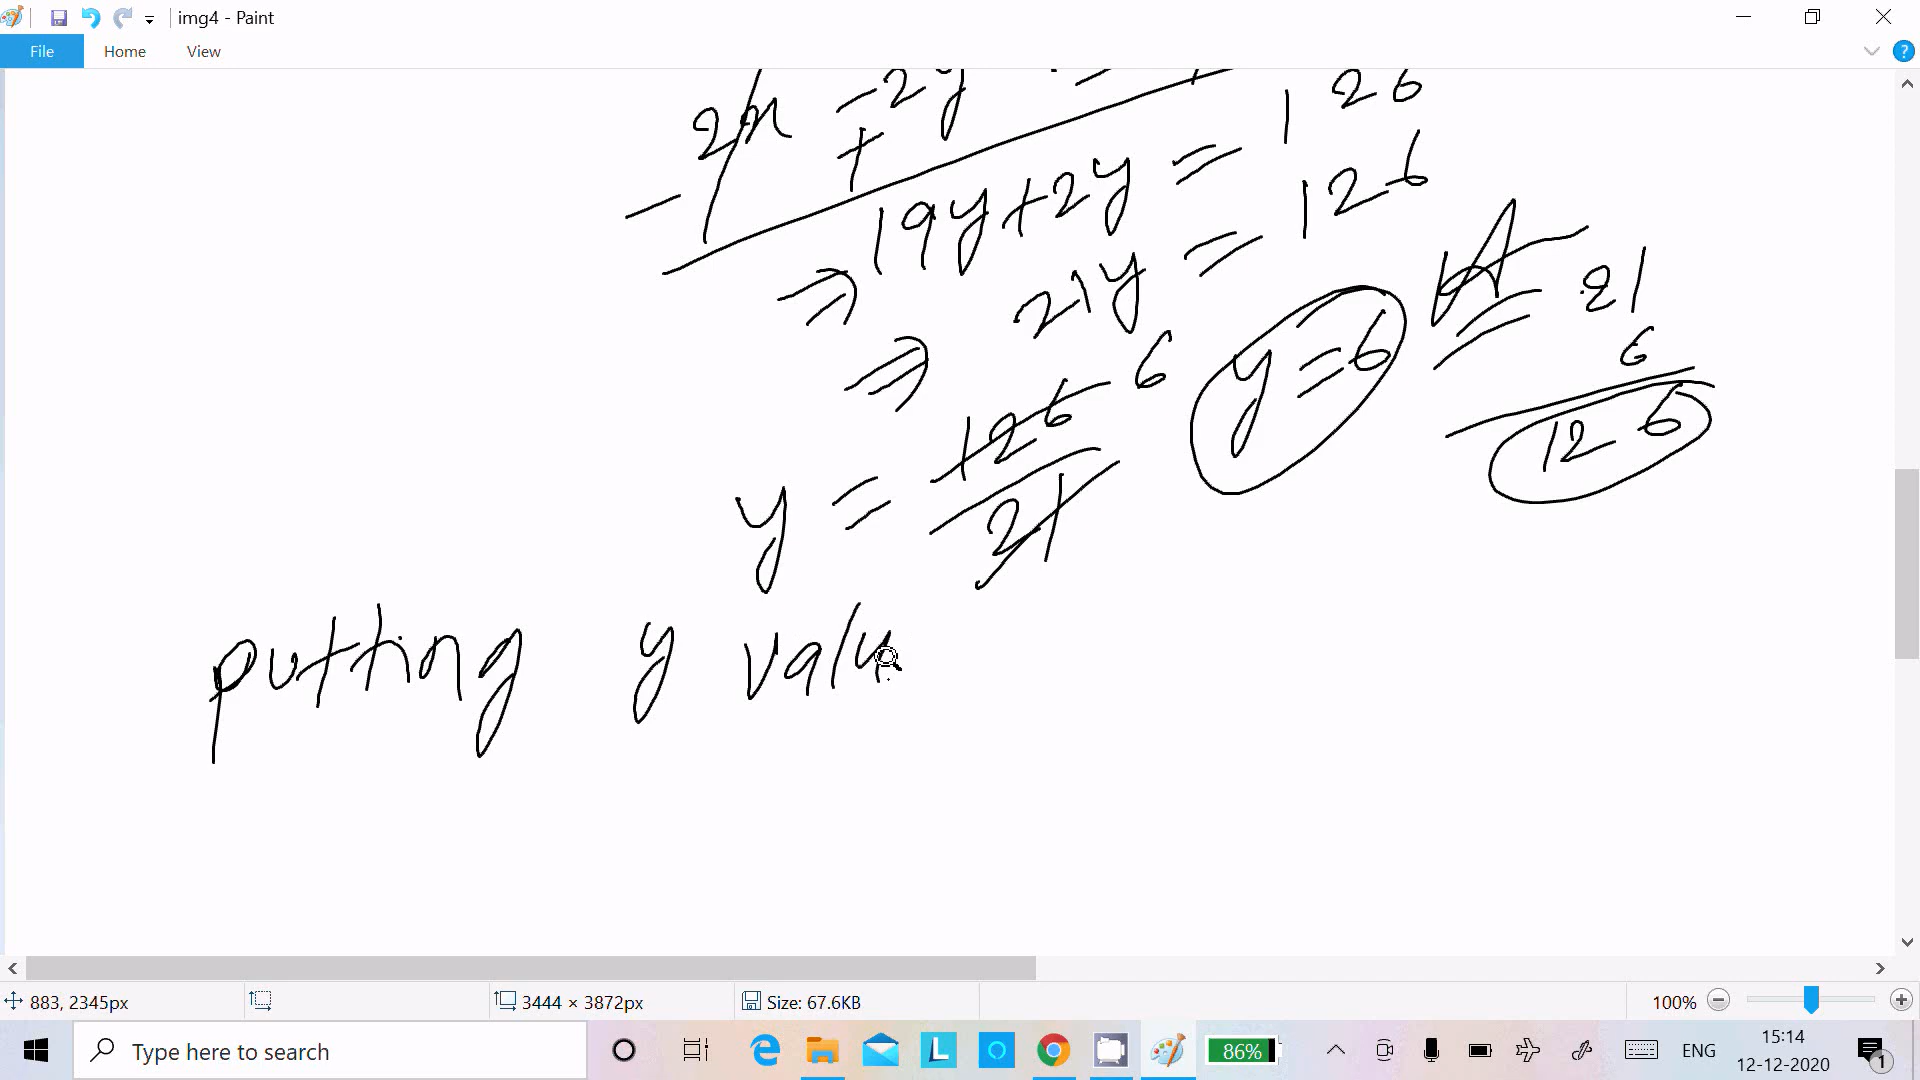 img4 - Paint
File Home View
2x = 2y =
- +
19y + 2y = 126
⇒ 21y = 126
⇒ y = 126/21 6 y = 6
21
6
126
putting y valu
883, 2345px 3444 × 3872px Size: 67.6KB 100%
Type here to search 86% ENG 15:14
12-12-2020
1